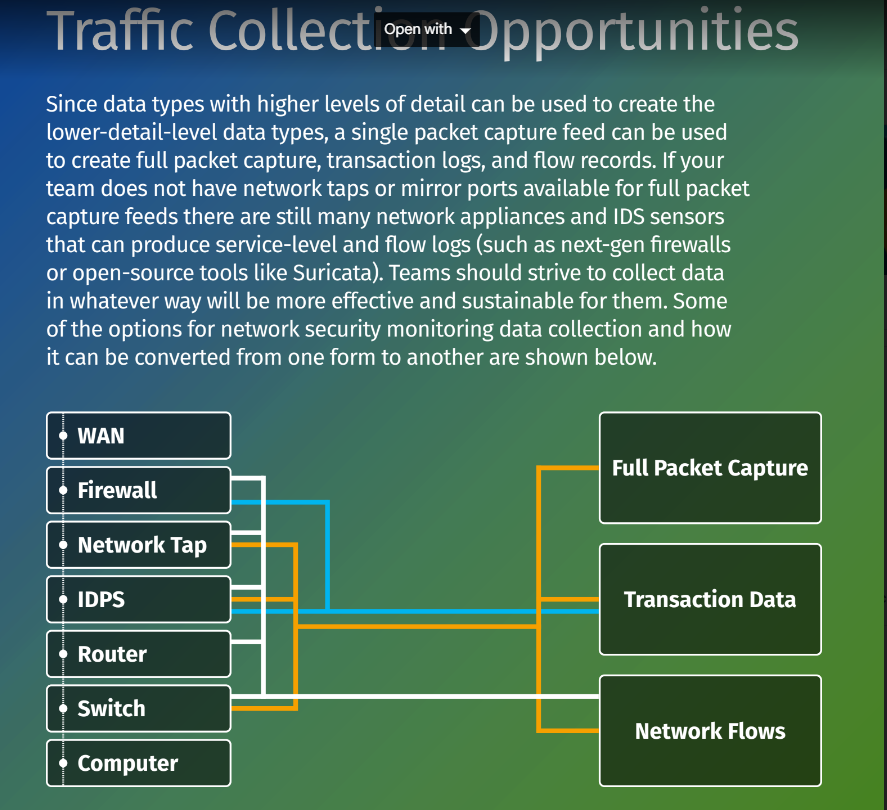 Traffic Collection Opportunities
Open with
Since data types with higher levels of detail can be used to create the
lower-detail-level data types, a single packet capture feed can be used
to create full packet capture, transaction logs, and flow records. If your
team does not have network taps or mirror ports available for full packet
capture feeds there are still many network appliances and IDS sensors
that can produce service-level and flow logs (such as next-gen firewalls
or open-source tools like Suricata). Teams should strive to collect data
in whatever way will be more effective and sustainable for them. Some
of the options for network security monitoring data collection and how
it can be converted from one form to another are shown below.
WAN
Firewall
Network Tap
IDPS
Router
Switch
Computer
Full Packet Capture
Transaction Data
Network Flows